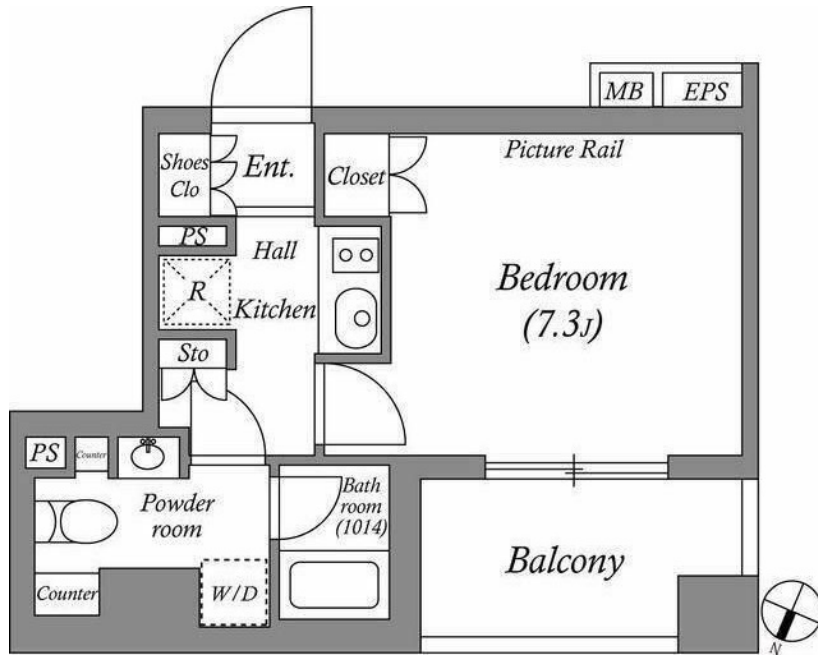 MB
EPS
Shoes
Clo
Ent.
Closet
Picture Rail
PS
Hall
R
Kitchen
Bedroom
(7.3J)
Sto
PS
Counter
Powder
room
Bath
room
(1014)
Balcony
Counter
W/D
N